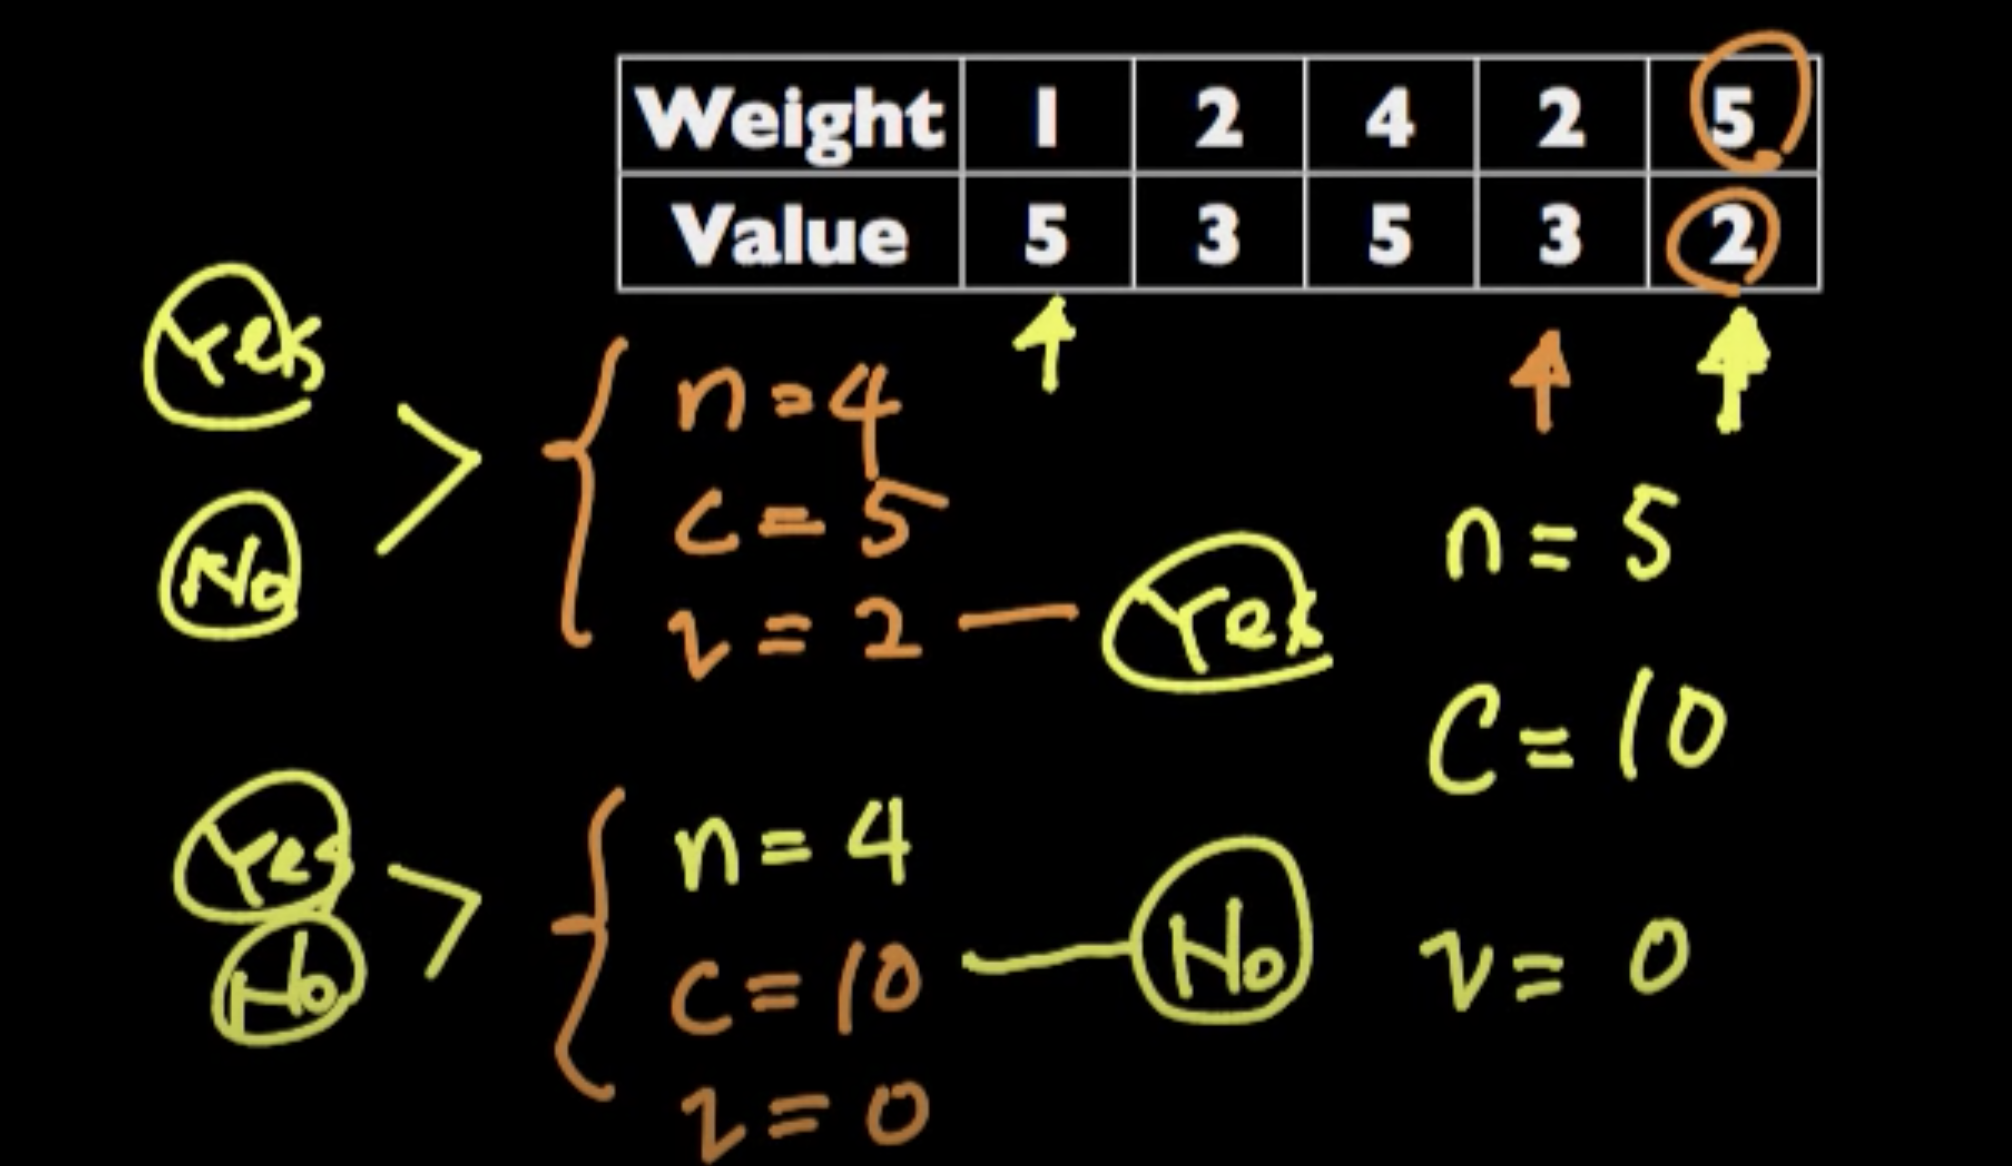 Weight 1 2 4 2 5
Value 5 3 5 3 2
Yes
No
n=4
c=5
v=2
Yes
n=5
C=10
v=0
Yes
No
n=4
c=10
v=0
No